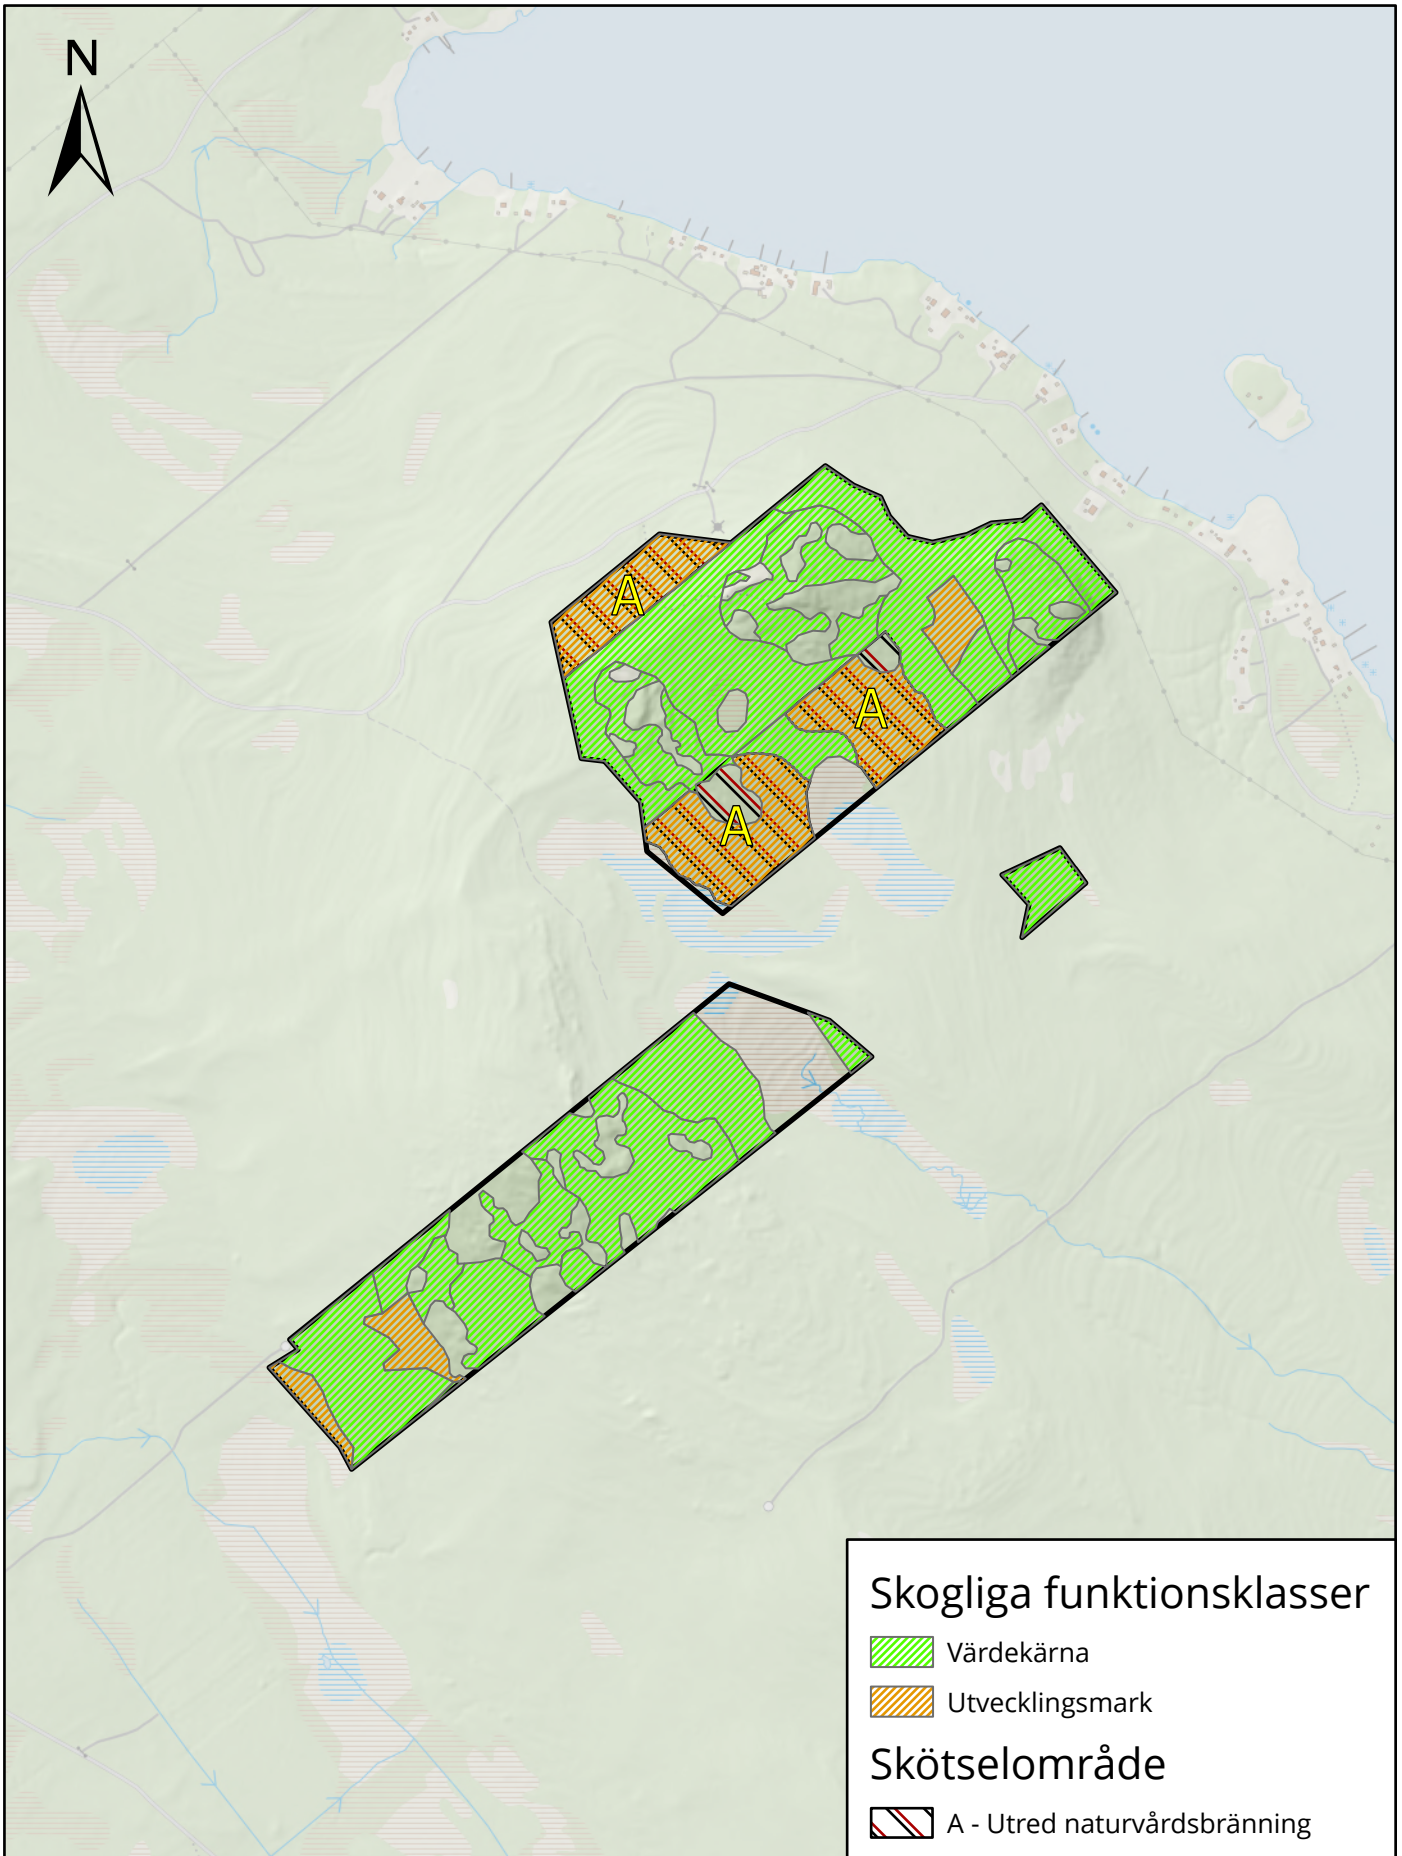 N
A
A
A
Skogliga funktionsklasser
Värdekärna
Utvecklingsmark
Skötselområde
A - Utred naturvårdsbränning